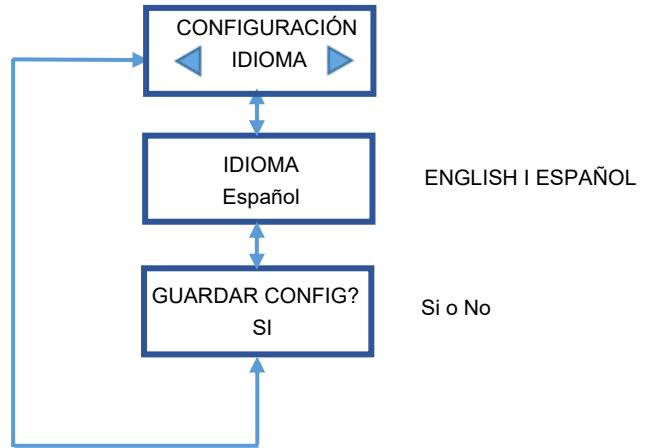 CONFIGURACIÓN
IDIOMA
IDIOMA
Español
ENGLISH I ESPAÑOL
GUARDAR CONFIG?
SI
Si o No